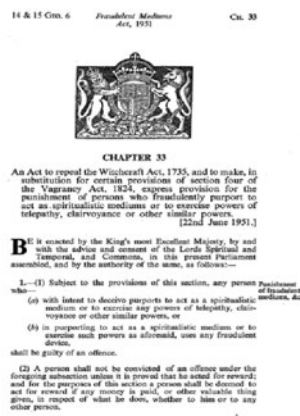 14 & 15 GEO. 6 Fraudulent Mediums Act, 1951 CH. 33
CHAPTER 33
An Act to repeal the Witchcraft Act, 1735, and to make, in
substitution for certain provisions of section four of
the Vagrancy Act, 1824, express provision for the
punishment of persons who fraudulently purport to
act as spiritualistic mediums or to exercise powers of
telepathy, clairvoyance or other similar powers.
[22nd June 1951.]
BE it enacted by the King's most Excellent Majesty, by and
with the advice and consent of the Lords Spiritual and
Temporal, and Commons, in this present Parliament
assembled, and by the authority of the same, as follows:—
1.—(1) Subject to the provisions of this section, any person
who—
Punishment
of fraudulent
mediums, &c.
(a) with intent to deceive purports to act as a spiritualistic
medium or to exercise any powers of telepathy, clair-
voyance or other similar powers, or
(b) in purporting to act as a spiritualistic medium or to
exercise such powers as aforesaid, uses any fraudulent
device,
shall be guilty of an offence.
(2) A person shall not be convicted of an offence under the
foregoing subsection unless it is proved that he acted for reward;
and for the purposes of this section a person shall be deemed to
act for reward if any money is paid, or other valuable thing
given, in respect of what he does, whether to him or to any
other person.